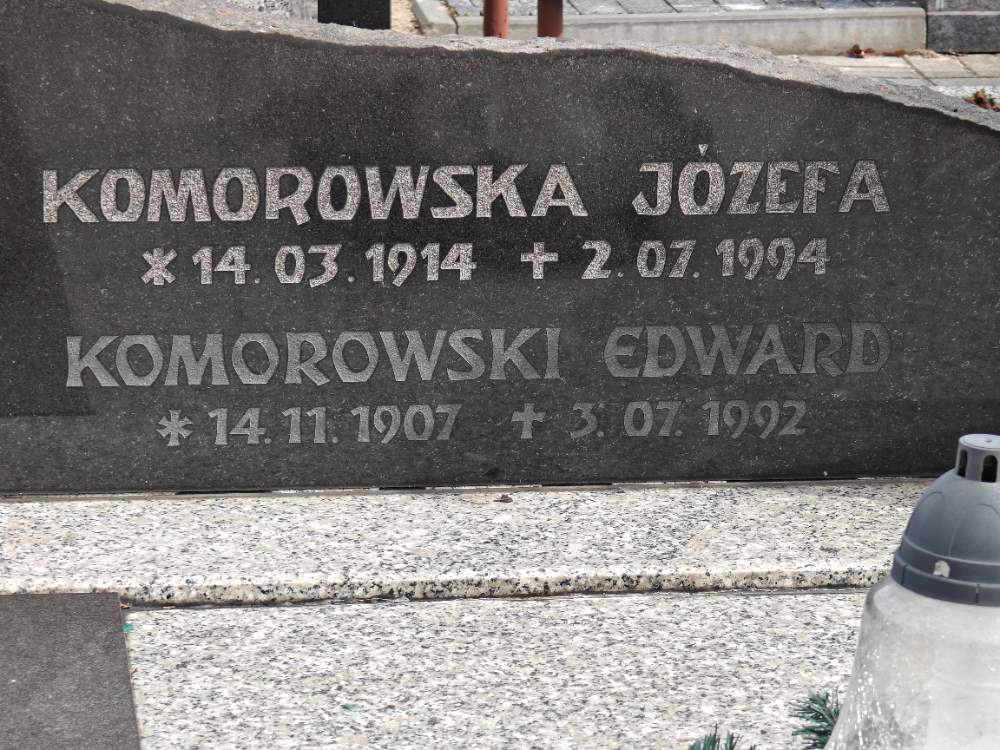 KOMOROWSKA JÓZEFA
* 14. 03. 1914 + 2. 07. 1994
KOMOROWSKI EDWARD
* 14. 11. 1907 + 3. 07. 1992